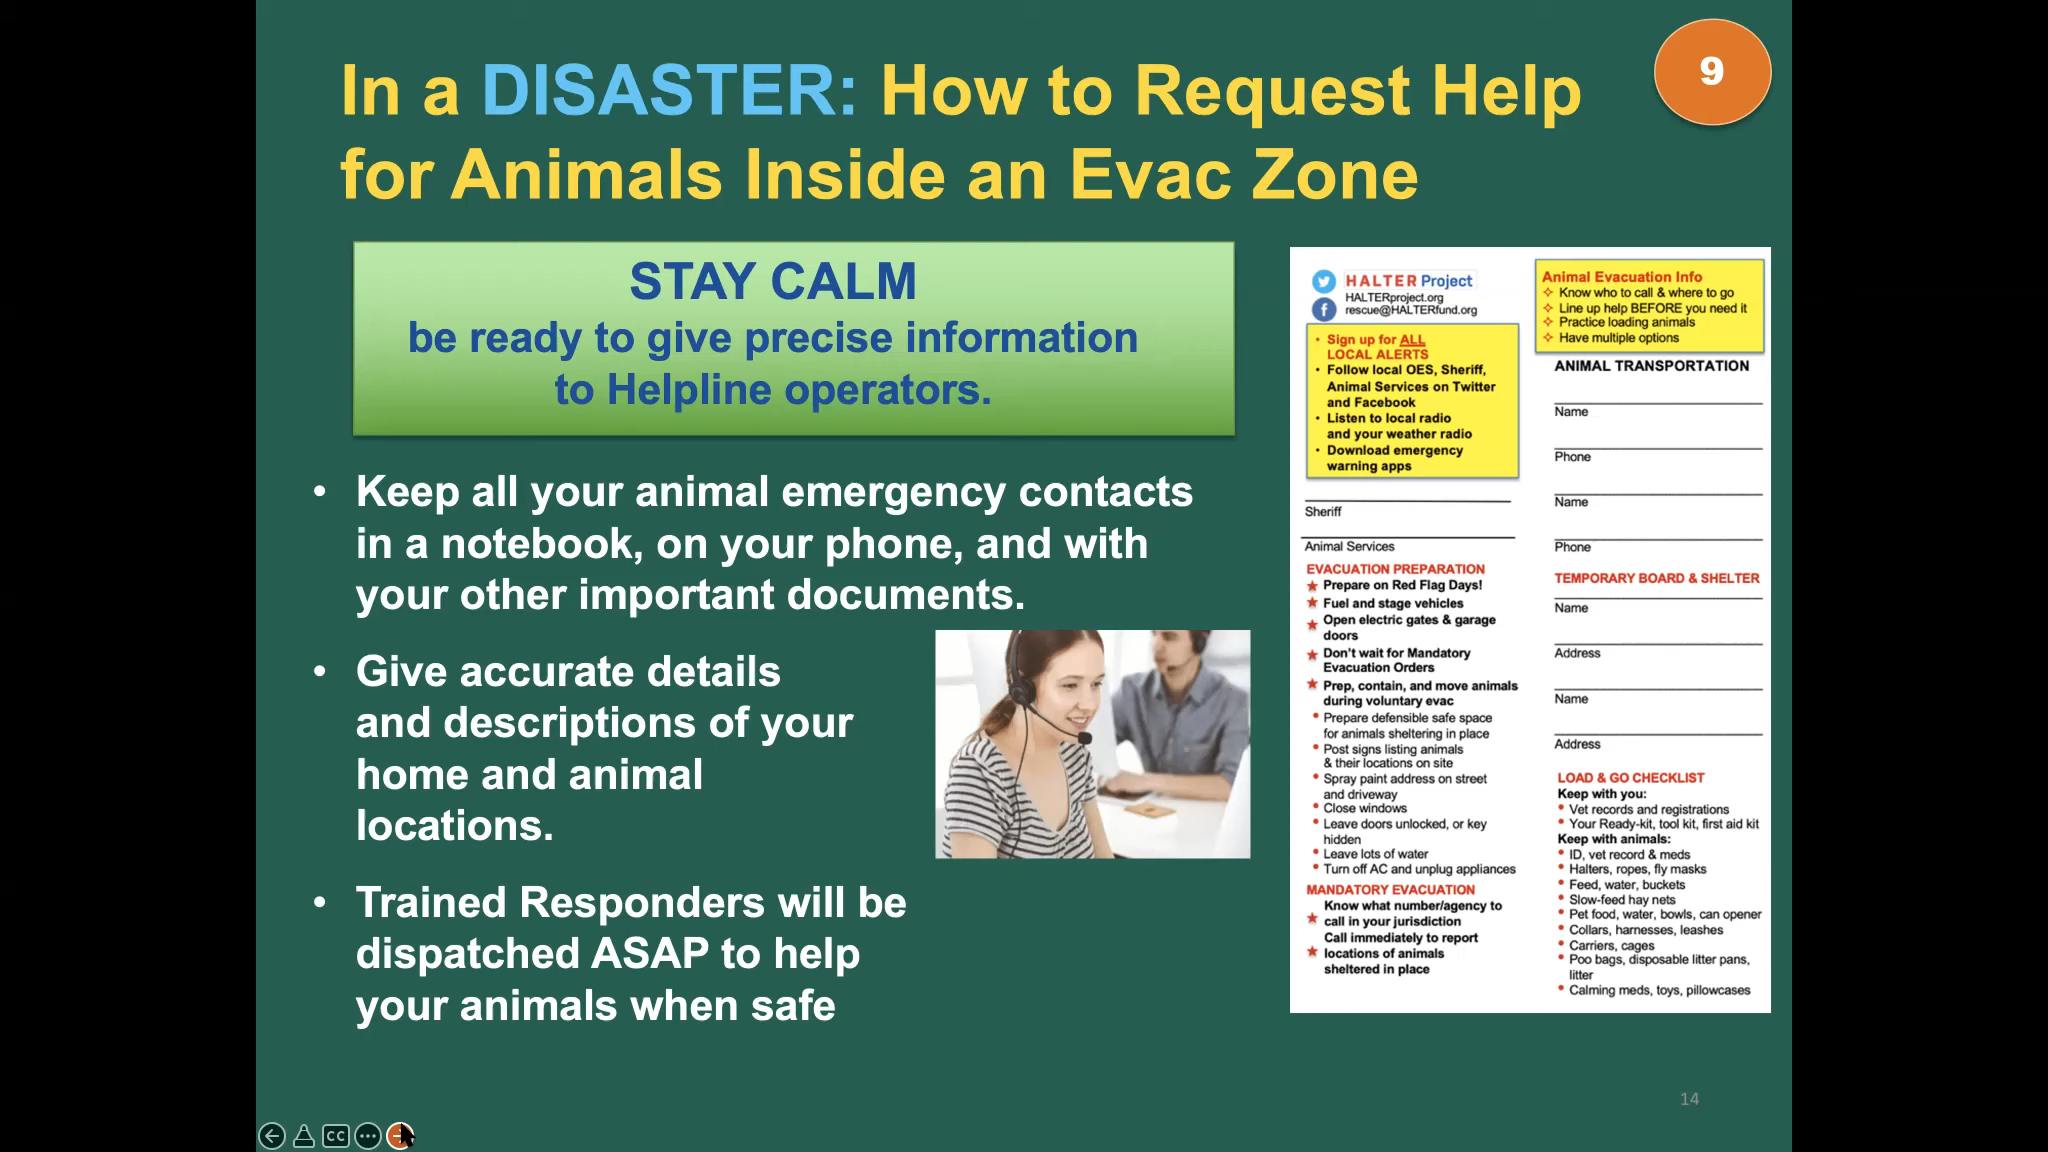 In a DISASTER: How to Request Help
for Animals Inside an Evac Zone
9
STAY CALM
be ready to give precise information
to Helpline operators.
• Keep all your animal emergency contacts
in a notebook, on your phone, and with
your other important documents.
• Give accurate details
and descriptions of your
home and animal
locations.
• Trained Responders will be
dispatched ASAP to help
your animals when safe
HALTER Project
HALTERproject.org
rescue@HALTERfund.org
• Sign up for ALL
LOCAL ALERTS
• Follow local OES, Sheriff,
Animal Services on Twitter
and Facebook
• Listen to local radio
and your weather radio
• Download emergency
warning apps
Sheriff
Animal Services
EVACUATION PREPARATION
★ Prepare on Red Flag Days!
★ Fuel and stage vehicles
★ Open electric gates & garage
doors
★ Don't wait for Mandatory
Evacuation Orders
★ Prep, contain, and move animals
during voluntary evac
• Prepare defensible safe space
for animals sheltering in place
• Post signs listing animals
& their locations on site
• Spray paint address on street
and driveway
• Close windows
• Leave doors unlocked, or key
hidden
• Leave lots of water
• Turn off AC and unplug appliances
MANDATORY EVACUATION
★ Know what number/agency to
call in your jurisdiction
★ Call immediately to report
locations of animals
sheltered in place
Animal Evacuation Info
✧ Know who to call & where to go
✧ Line up help BEFORE you need it
✧ Practice loading animals
✧ Have multiple options
ANIMAL TRANSPORTATION
Name
Phone
Name
Phone
TEMPORARY BOARD & SHELTER
Name
Address
Name
Address
LOAD & GO CHECKLIST
Keep with you:
• Vet records and registrations
• Your Ready-kit, tool kit, first aid kit
Keep with animals:
• ID, vet record & meds
• Halters, ropes, fly masks
• Feed, water, buckets
• Slow-feed hay nets
• Pet food, water, bowls, can opener
• Collars, harnesses, leashes
• Carriers, cages
• Poo bags, disposable litter pans,
litter
• Calming meds, toys, pillowcases
14
CC